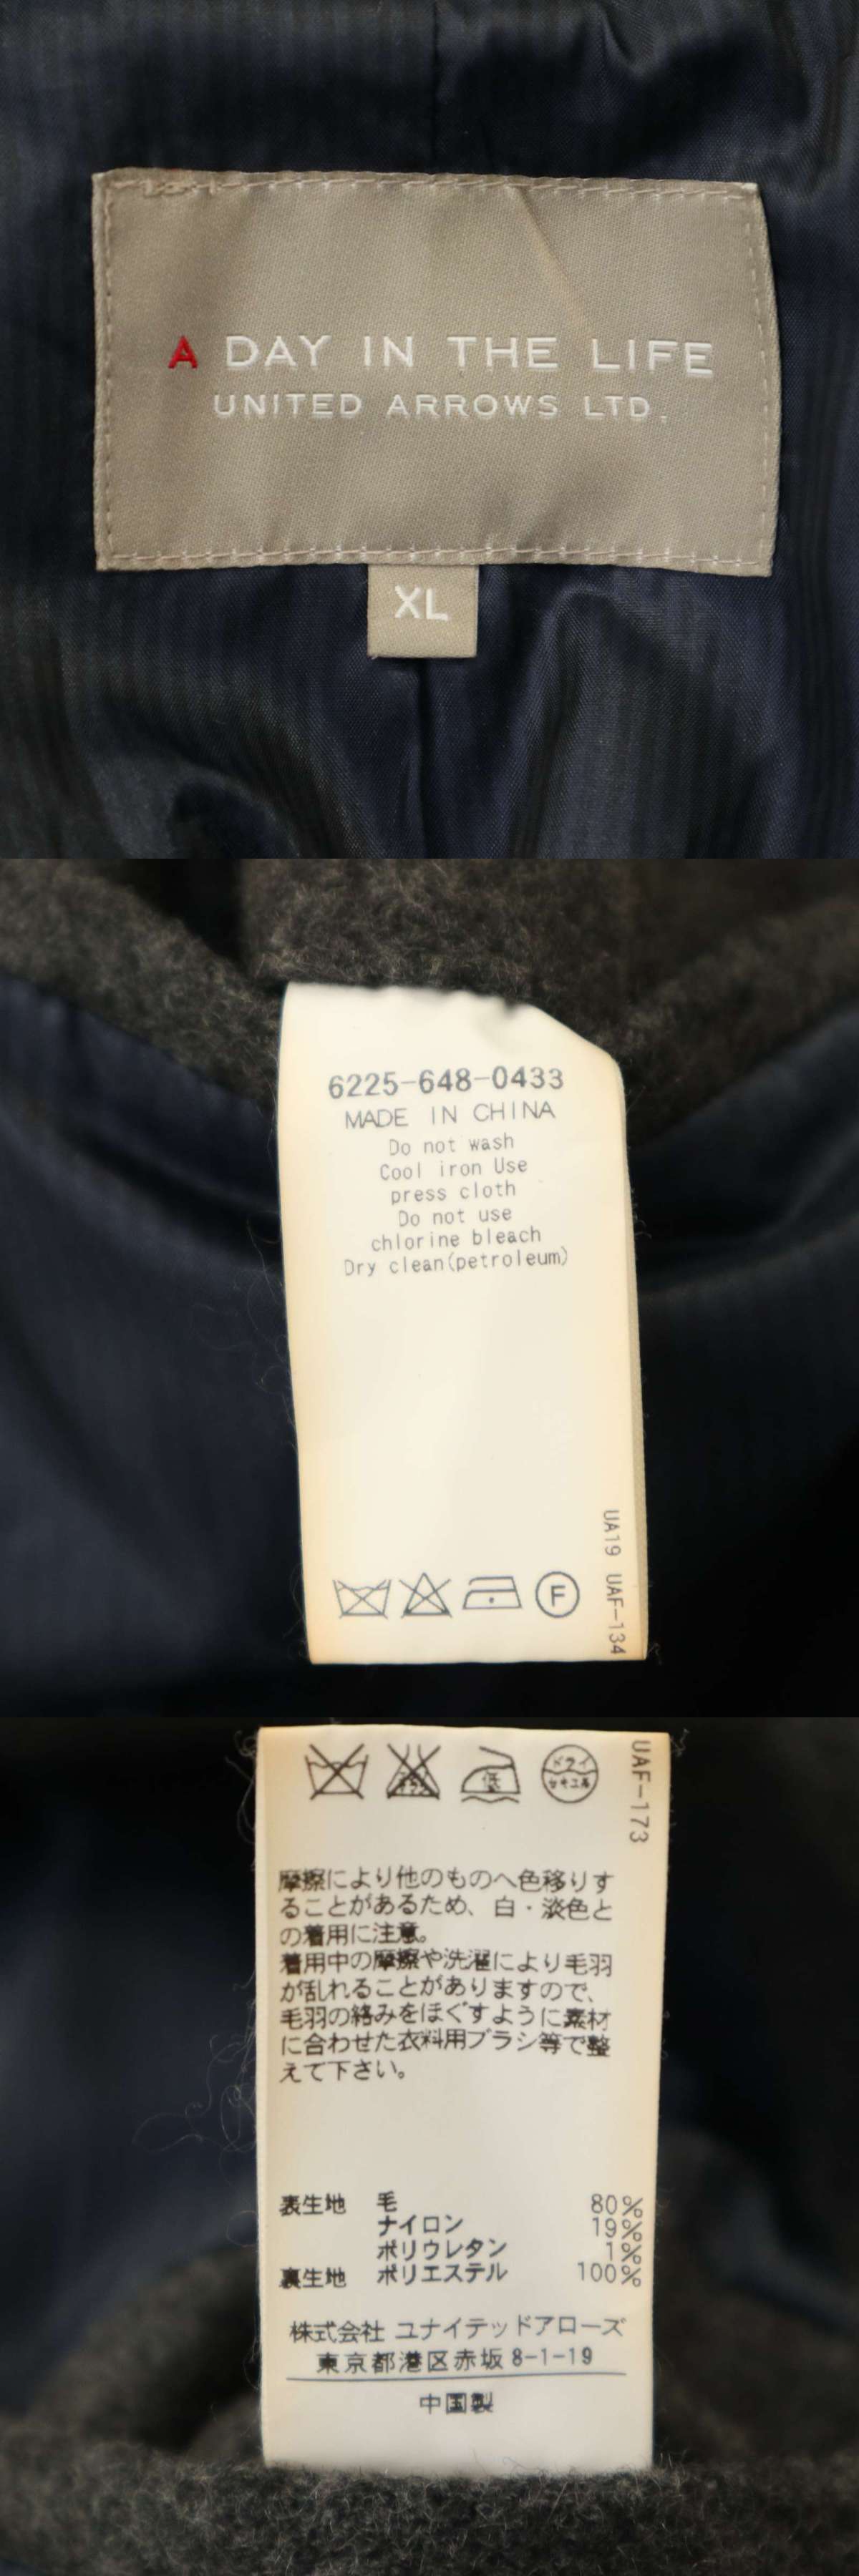 A DAY IN THE LIFE
UNITED ARROWS LTD.
XL
6225-648-0433
MADE IN CHINA
Do not wash
Cool iron Use
press cloth
Do not use
chlorine bleach
Dry clean(petroleum)
F
UA19 UAF-134
低
ドライ
セキユ系
UAF-173
摩擦により他のものへ色移りす
ることがあるため、白・淡色と
の着用に注意。
着用中の摩擦や洗濯により毛羽
が乱れることがありますので、
毛羽の絡みをほぐすように素材
に合わせた衣料用ブラシ等で整
えて下さい。
表生地 毛 80%
ナイロン 19%
ポリウレタン 1%
裏生地 ポリエステル 100%
株式会社 ユナイテッドアローズ
東京都港区赤坂8-1-19
中国製